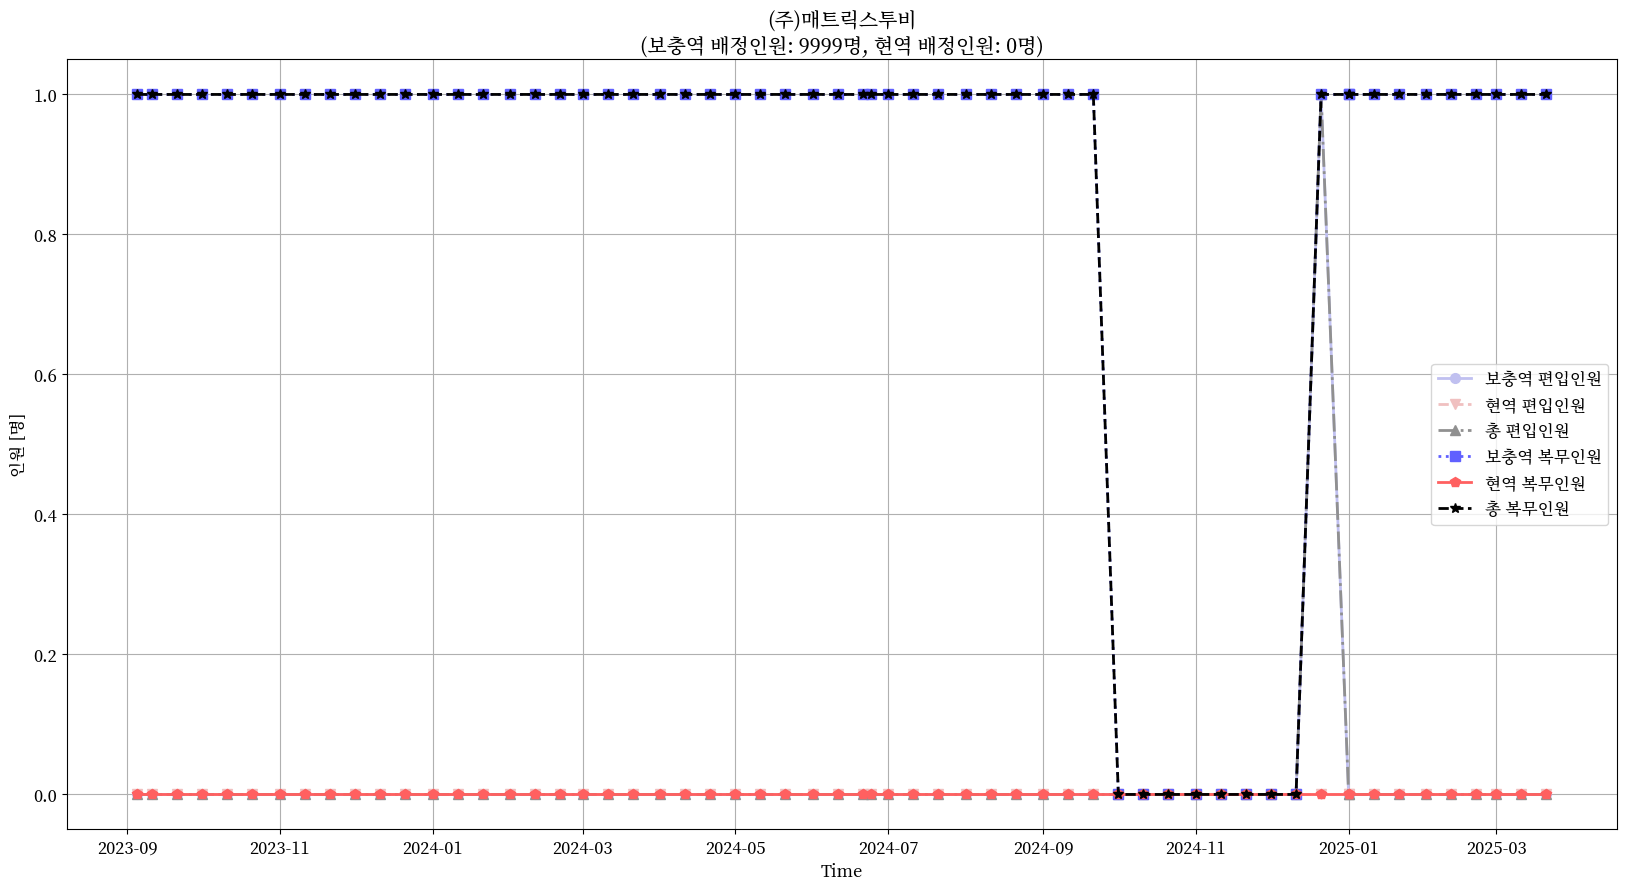 (주)매트릭스투비
(보충역 배정인원: 9999명, 현역 배정인원: 0명)
인원 [명]
1.0
0.8
0.6
0.4
0.2
0.0
보충역 편입인원
현역 편입인원
총 편입인원
보충역 복무인원
현역 복무인원
총 복무인원
2023-09
2023-11
2024-01
2024-03
2024-05
2024-07
2024-09
2024-11
2025-01
2025-03
Time